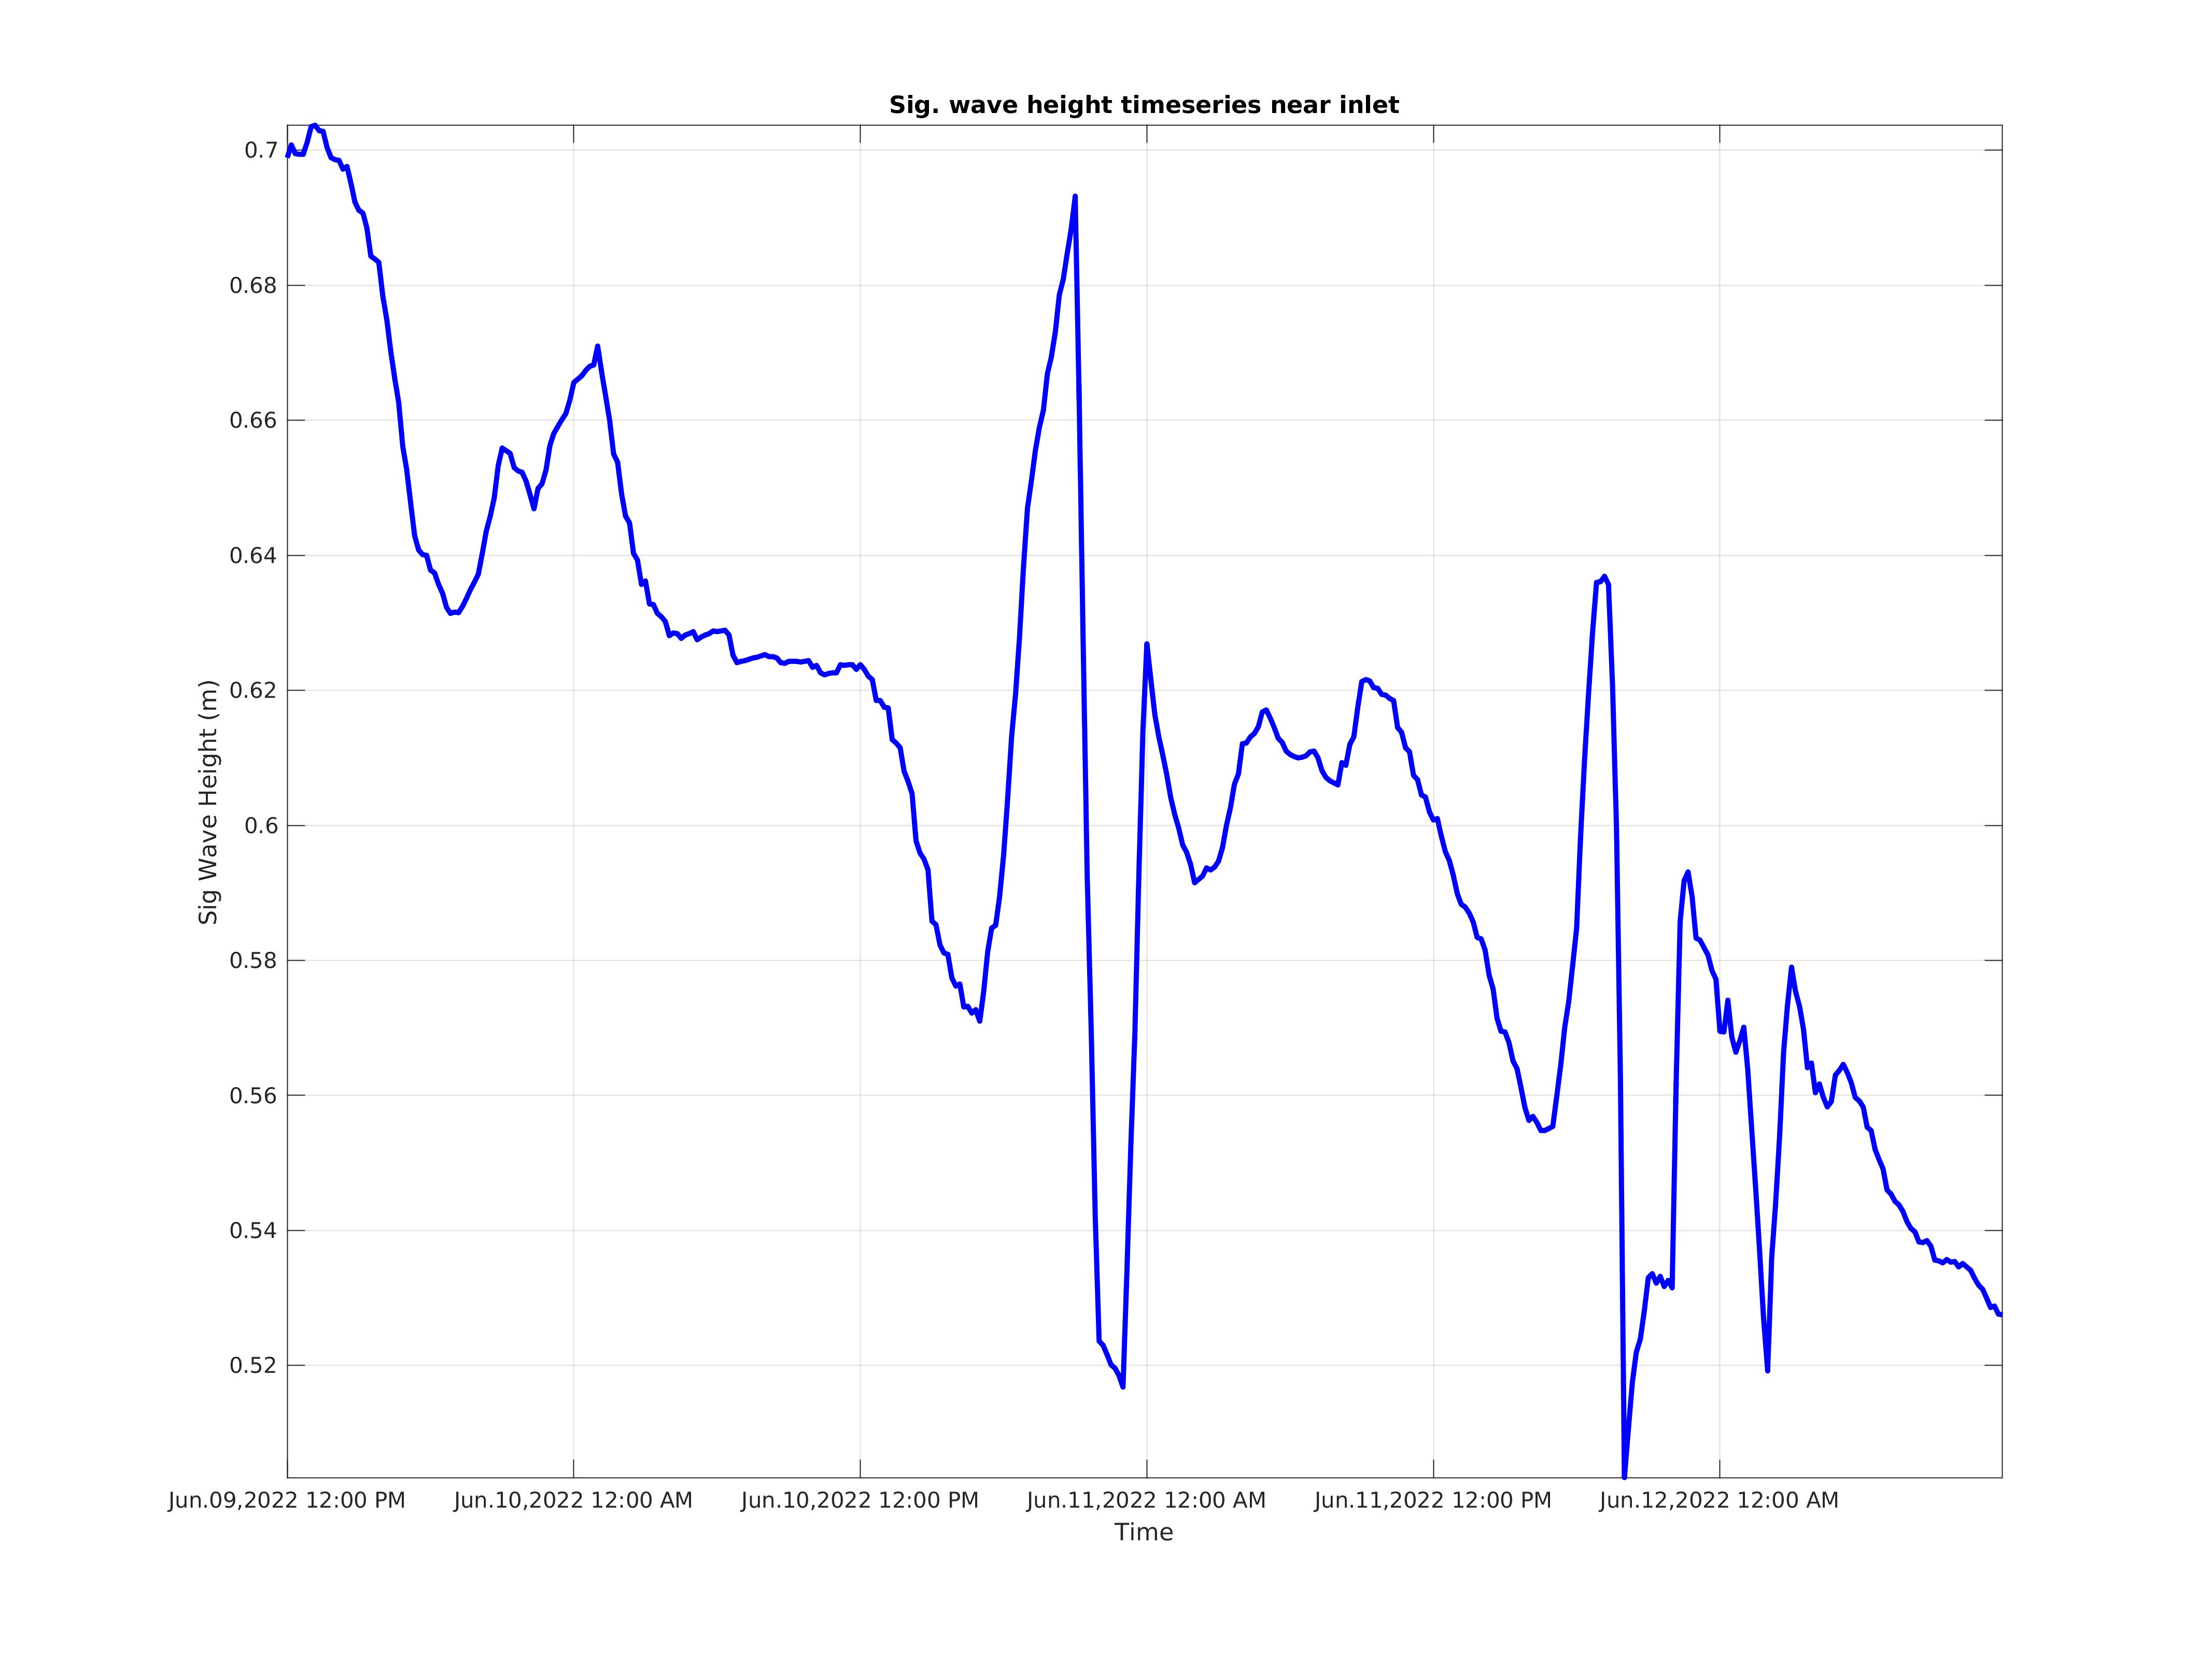 Sig. wave height timeseries near inlet
0.7
0.68
0.66
0.64
0.62
0.6
0.58
0.56
0.54
0.52
Sig Wave Height (m)
Jun.09,2022 12:00 PM Jun.10,2022 12:00 AM Jun.10,2022 12:00 PM Jun.11,2022 12:00 AM Jun.11,2022 12:00 PM Jun.12,2022 12:00 AM
Time